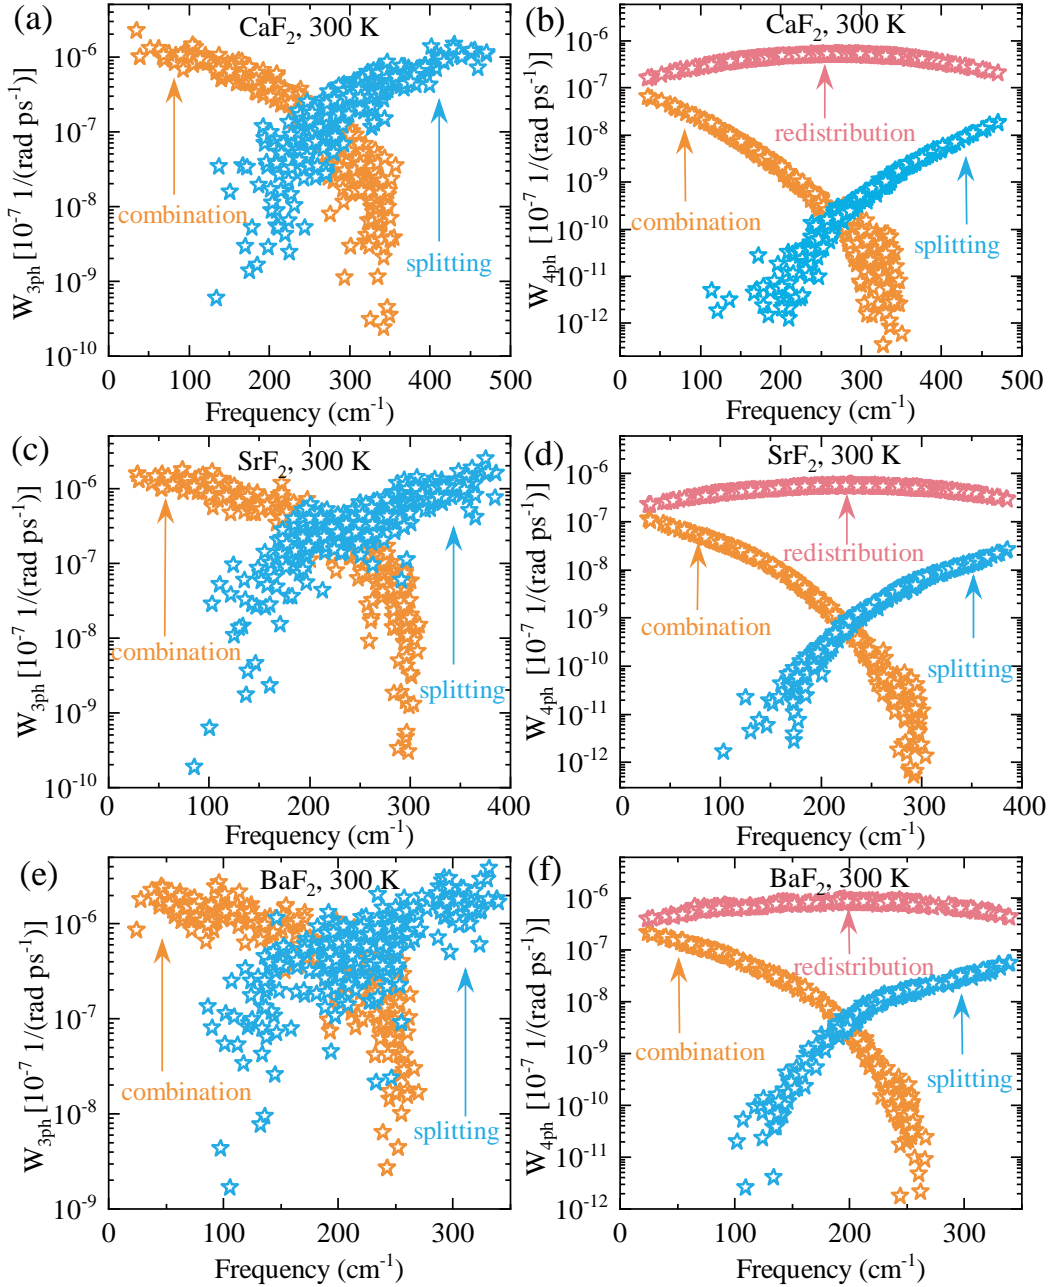 (a)
CaF2, 300 K
10^-6
10^-7
10^-8
10^-9
10^-10
W3ph [10^-7 1/(rad ps^-1)]
combination
splitting
0 100 200 300 400 500
Frequency (cm^-1)
(b)
CaF2, 300 K
10^-6
10^-7
10^-8
10^-9
10^-10
10^-11
10^-12
W4ph [10^-7 1/(rad ps^-1)]
redistribution
combination
splitting
0 100 200 300 400 500
Frequency (cm^-1)
(c)
SrF2, 300 K
10^-6
10^-7
10^-8
10^-9
10^-10
W3ph [10^-7 1/(rad ps^-1)]
combination
splitting
0 100 200 300 400
Frequency (cm^-1)
(d)
SrF2, 300 K
10^-6
10^-7
10^-8
10^-9
10^-10
10^-11
10^-12
W4ph [10^-7 1/(rad ps^-1)]
redistribution
combination
splitting
0 100 200 300 400
Frequency (cm^-1)
(e)
BaF2, 300 K
10^-6
10^-7
10^-8
10^-9
W3ph [10^-7 1/(rad ps^-1)]
combination
splitting
0 100 200 300
Frequency (cm^-1)
(f)
BaF2, 300 K
10^-6
10^-7
10^-8
10^-9
10^-10
10^-11
10^-12
W4ph [10^-7 1/(rad ps^-1)]
redistribution
combination
splitting
0 100 200 300
Frequency (cm^-1)